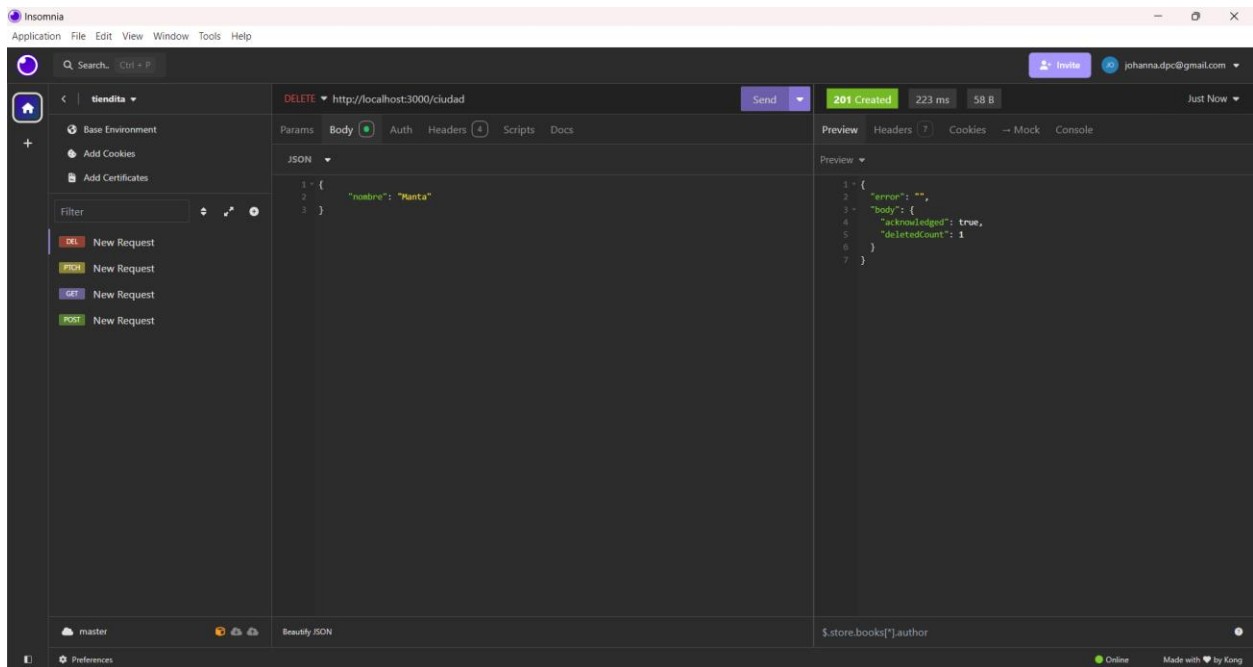 Insomnia
Application File Edit View Window Tools Help
Search.. Ctrl + P
Invite
JO
johanna.dpc@gmail.com
tiendita
Base Environment
Add Cookies
Add Certificates
Filter
DEL New Request
PTCH New Request
GET New Request
POST New Request
master
Preferences
DELETE http://localhost:3000/ciudad Send
Params Body Auth Headers 4 Scripts Docs
JSON
1 {
2 "nombre": "Manta"
3 }
Beautify JSON
201 Created 223 ms 58 B Just Now
Preview Headers 7 Cookies → Mock Console
Preview
1 {
2 "error": "",
3 "body": {
4 "acknowledged": true,
5 "deletedCount": 1
6 }
7 }
$.store.books[*].author
Online Made with ♥ by Kong